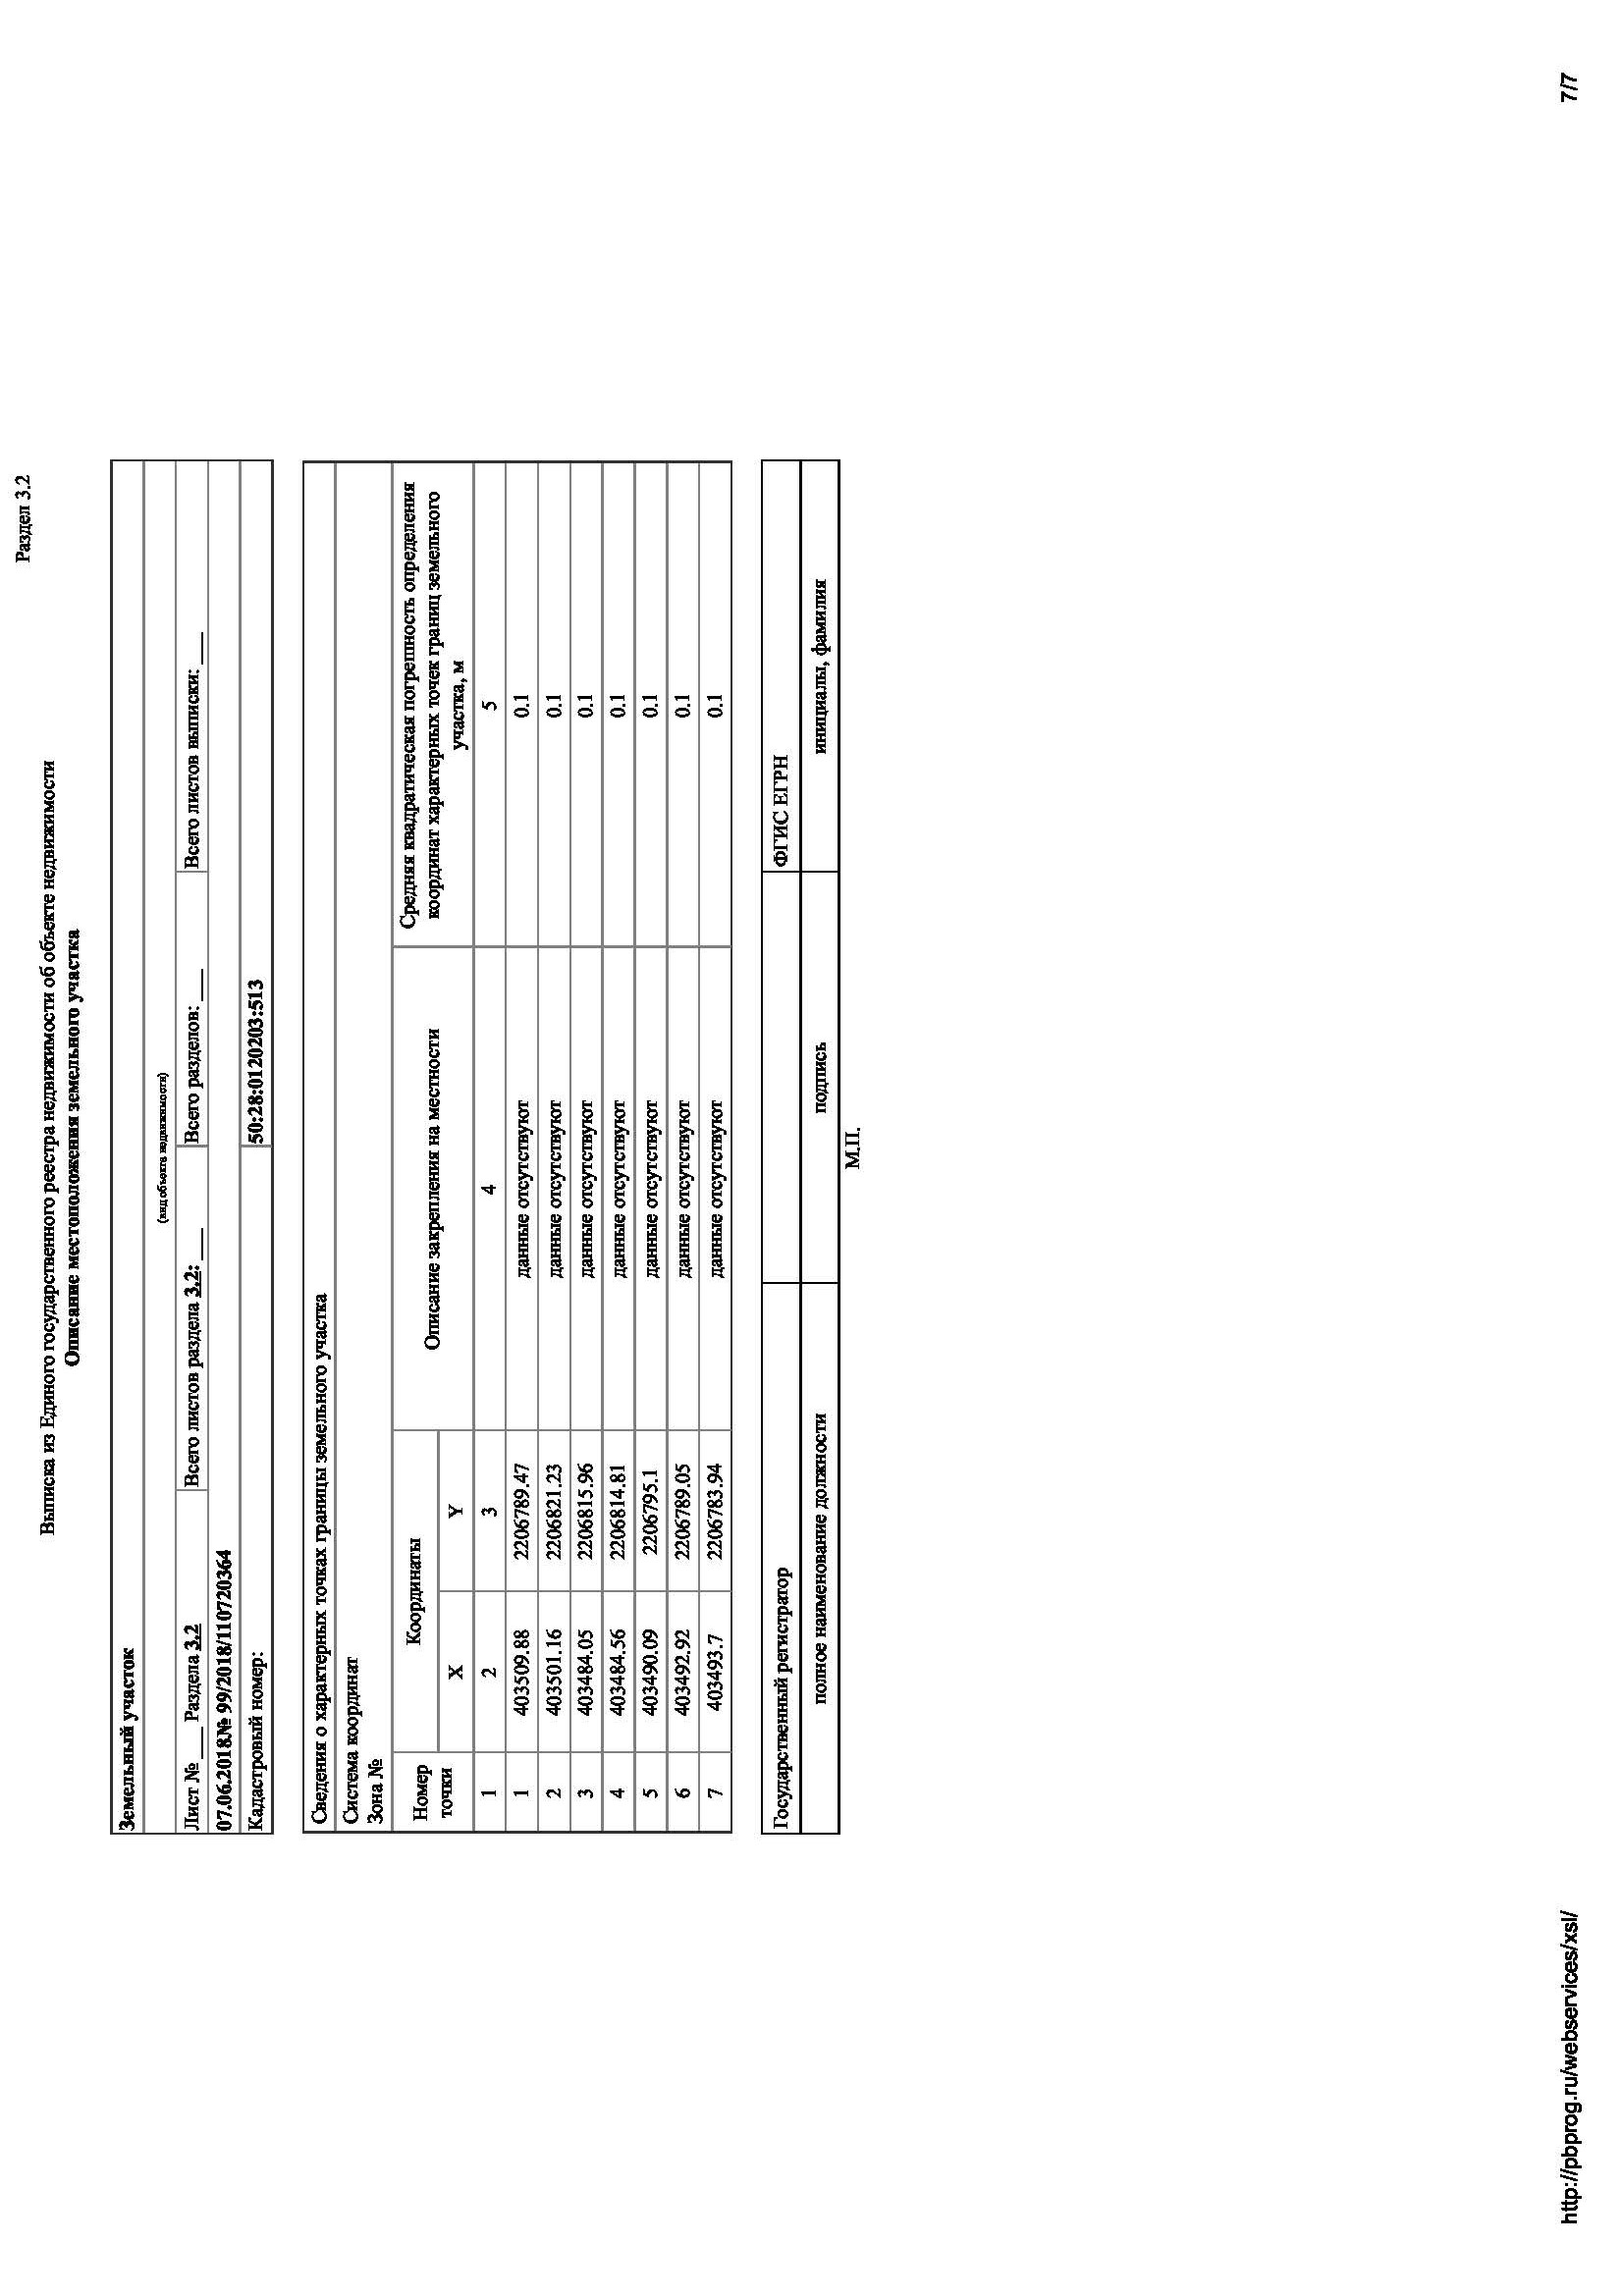 Раздел 3.2
Выписка из Единого государственного реестра недвижимости об объекте недвижимости
Описание местоположения земельного участка
Земельный участок
(вид объекта недвижимости)
Лист № ___ Раздела 3.2 Всего листов раздела 3.2: ___ Всего разделов: ___ Всего листов выписки: ___
07.06.2018№ 99/2018/110720364
Кадастровый номер: 50:28:0120203:513
Сведения о характерных точках границы земельного участка
Система координат
Зона №
Номер точки Координаты Описание закрепления на местности Средняя квадратическая погрешность определения
координат характерных точек границ земельного
участка, м
X Y
1 2 3 4 5
1 403509.88 2206789.47 данные отсутствуют 0.1
2 403501.16 2206821.23 данные отсутствуют 0.1
3 403484.05 2206815.96 данные отсутствуют 0.1
4 403484.56 2206814.81 данные отсутствуют 0.1
5 403490.09 2206795.1 данные отсутствуют 0.1
6 403492.92 2206789.05 данные отсутствуют 0.1
7 403493.7 2206783.94 данные отсутствуют 0.1
Государственный регистратор ФГИС ЕГРН
полное наименование должности подпись инициалы, фамилия
М.П.
http://pbprog.ru/webservices/xsl/ 7/7